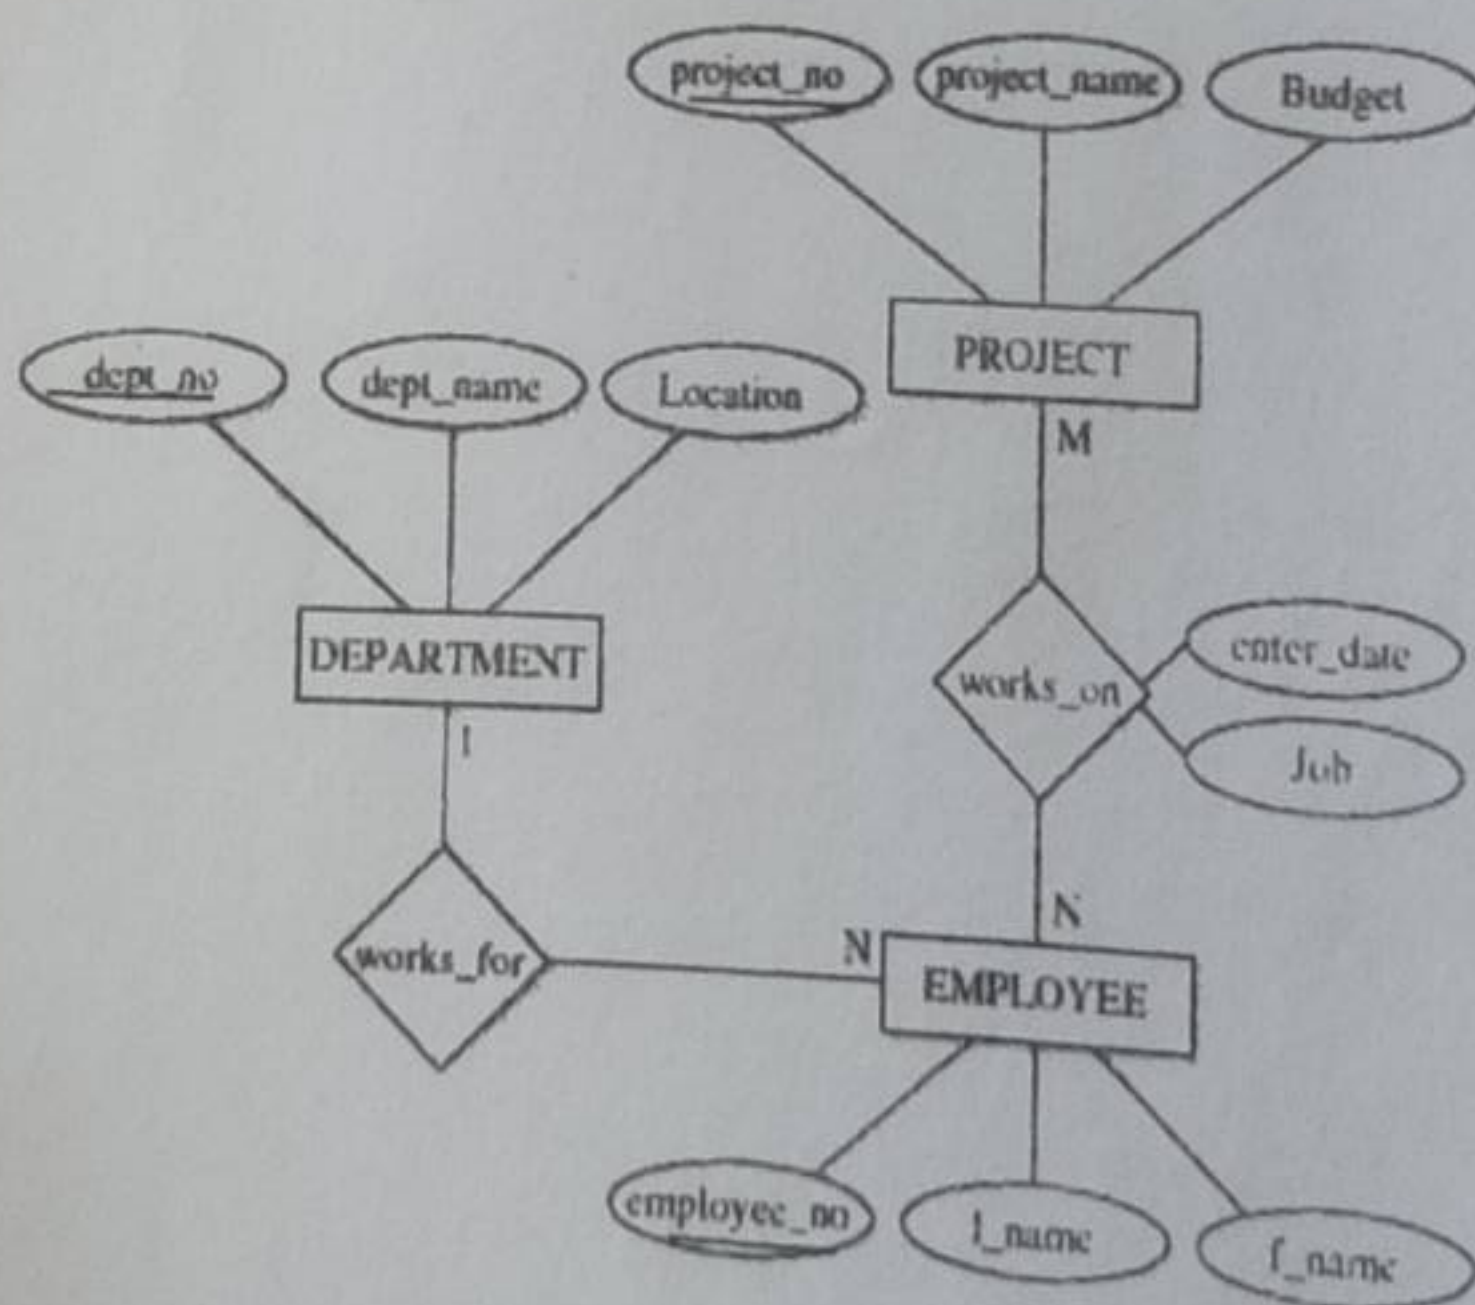 project_no project_name Budget
PROJECT
dept_no dept_name Location
M
DEPARTMENT
enter_date
works_on
1
Job
N
works_for
N
EMPLOYEE
employee_no l_name f_name